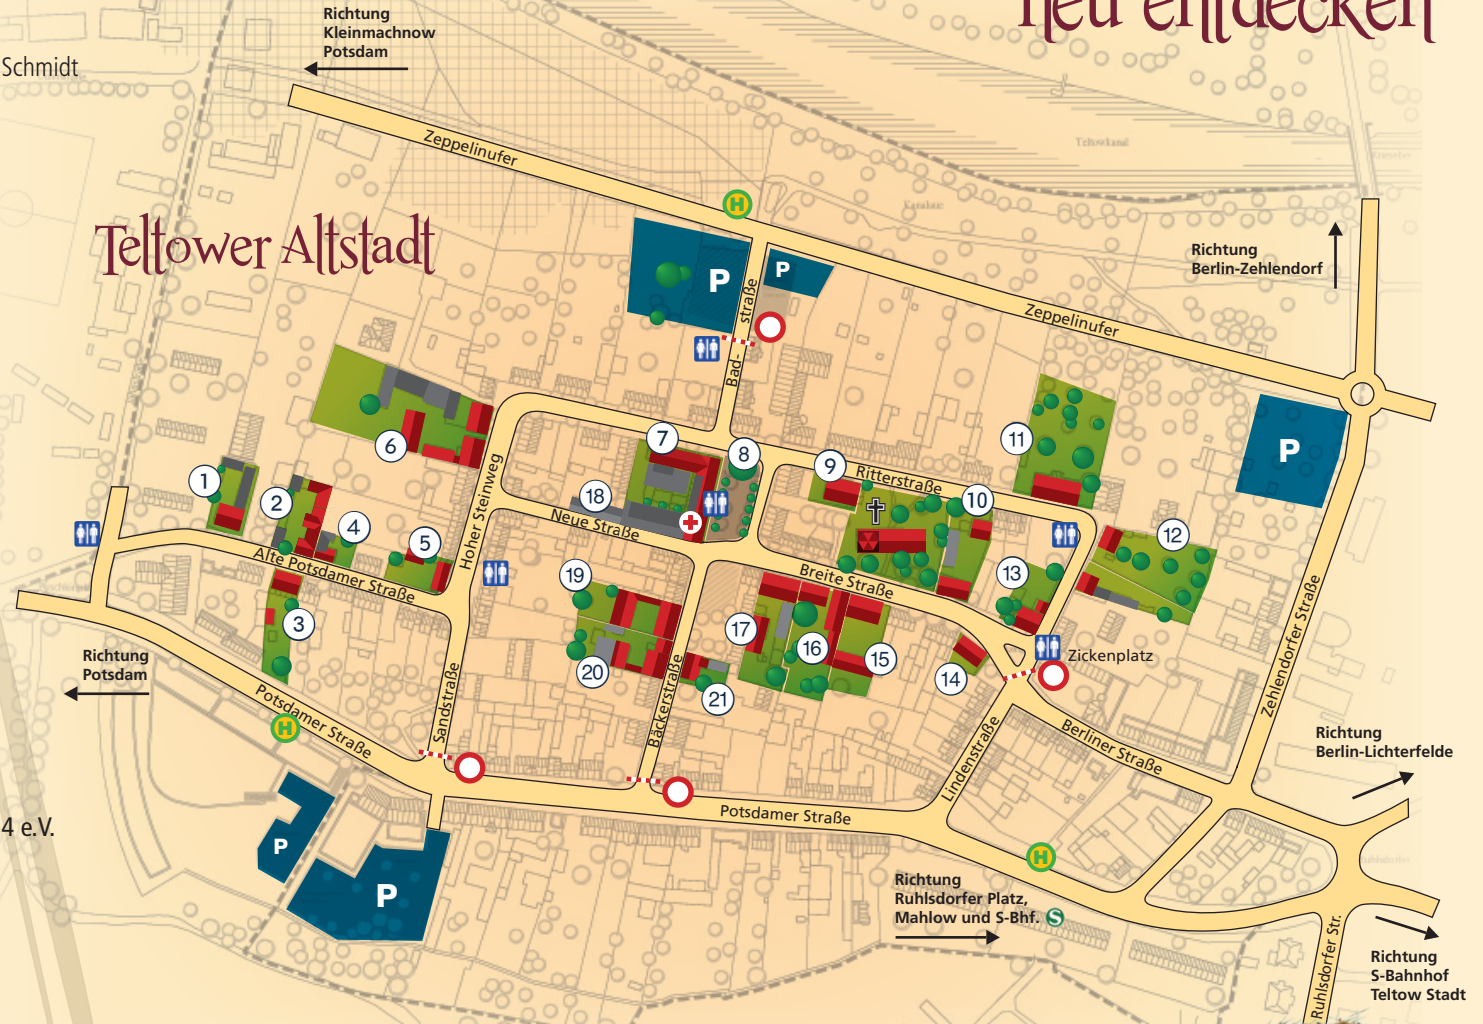 neu entdecken
Richtung
Kleinmachnow
Potsdam
Schmidt
Zeppelinufer
Teltowkanal
H
Teltower Altstadt
Richtung
Berlin-Zehlendorf
P
P
Bad-
straße
Zeppelinufer
P
1
2
3
4
5
6
7
8
9
10
11
12
13
14
15
16
17
18
19
20
21
Ritterstraße
Hoher Steinweg
Neue Straße
Alte Potsdamer Straße
Breite Straße
Zickenplatz
Richtung
Potsdam
Potsdamer Straße
H
Sandstraße
Bäckerstraße
Lindenstraße
Berliner Straße
Zehlendorfer Straße
Richtung
Berlin-Lichterfelde
Potsdamer Straße
4 e.V.
P
P
H
Richtung
Ruhlsdorfer Platz,
Mahlow und S-Bhf.
S
Ruhlsdorfer Str.
Richtung
S-Bahnhof
Teltow Stadt